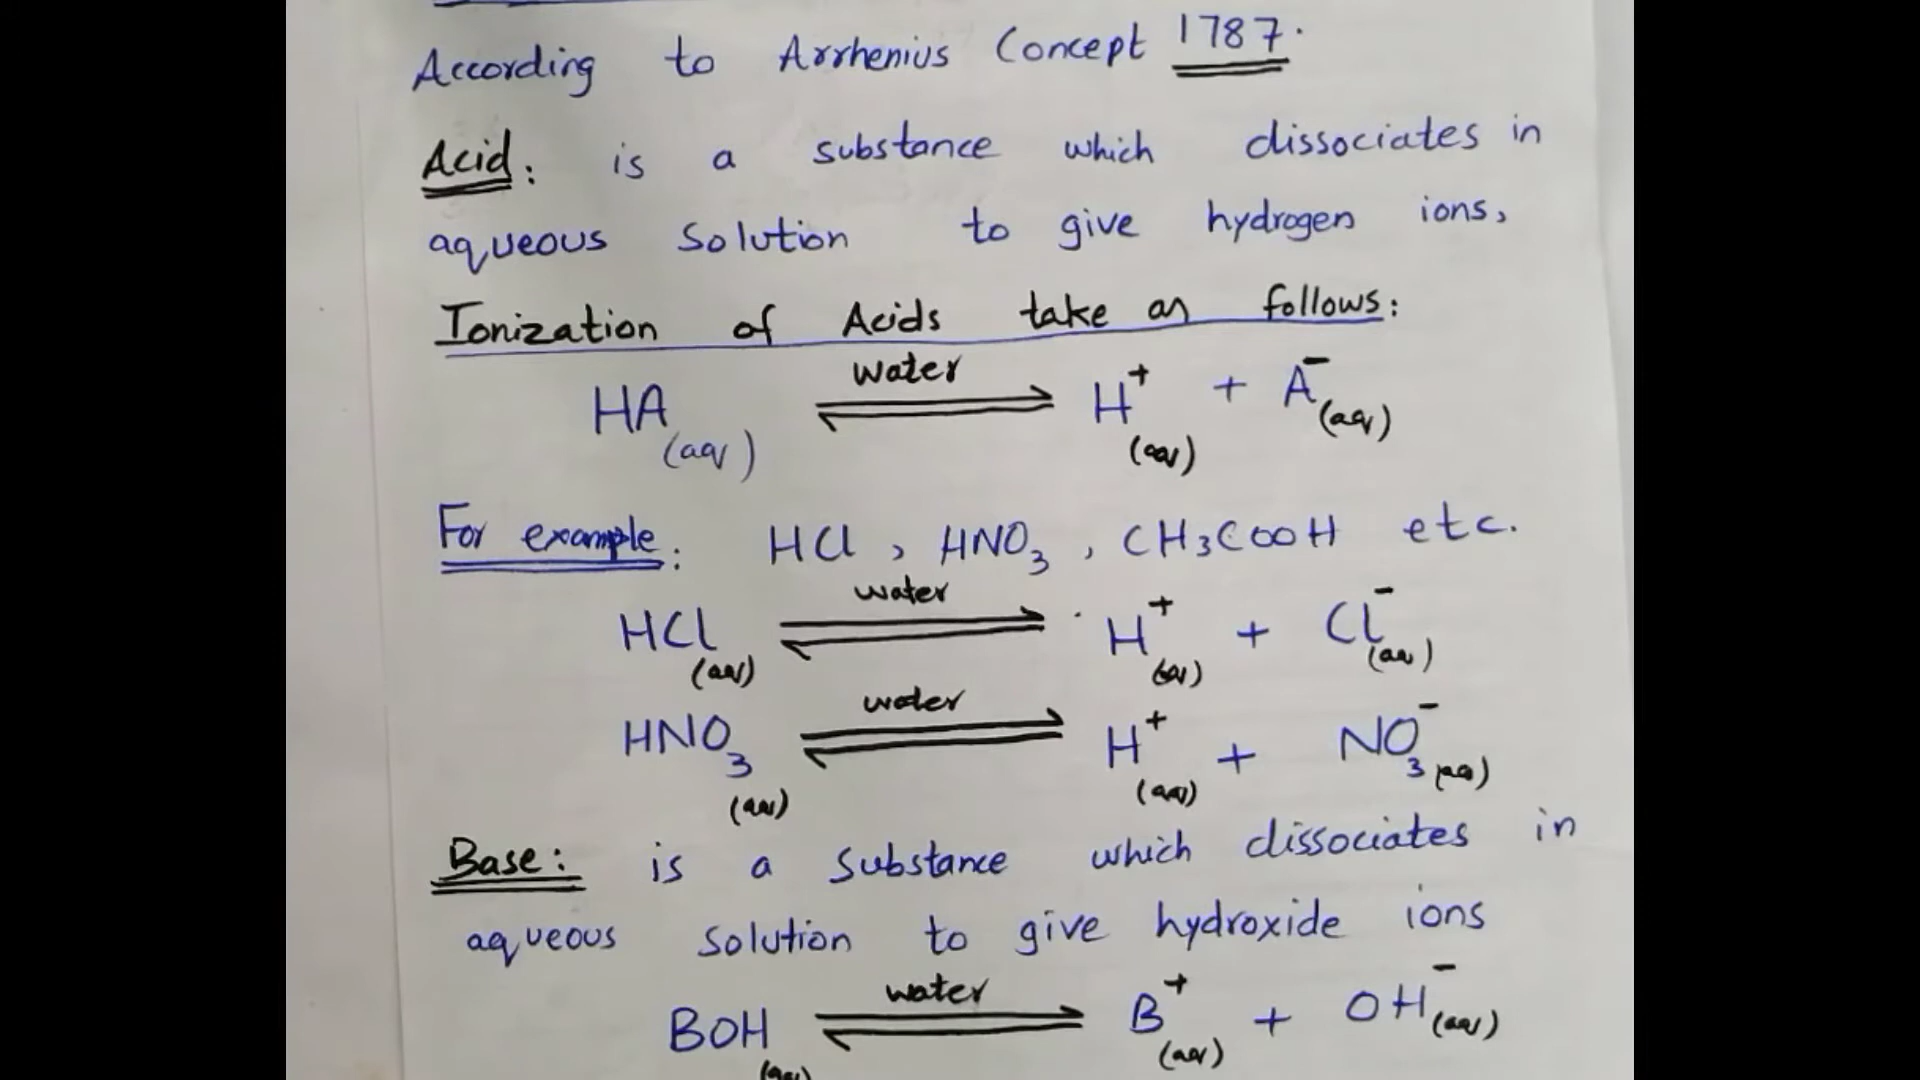 According to Arrhenius Concept 1787.
Acid: is a substance which dissociates in
aqueous solution to give hydrogen ions,
Ionization of Acids take as follows:
water
HA(aq) ⇌ H⁺(aq) + A⁻(aq)
For example: HCl, HNO₃, CH₃COOH etc.
water
HCl(aq) ⇌ H⁺(aq) + Cl⁻(aq)
water
HNO₃(aq) ⇌ H⁺(aq) + NO₃⁻(aq)
Base: is a substance which dissociates in
aqueous solution to give hydroxide ions
water
BOH(aq) ⇌ B⁺(aq) + OH⁻(aq)